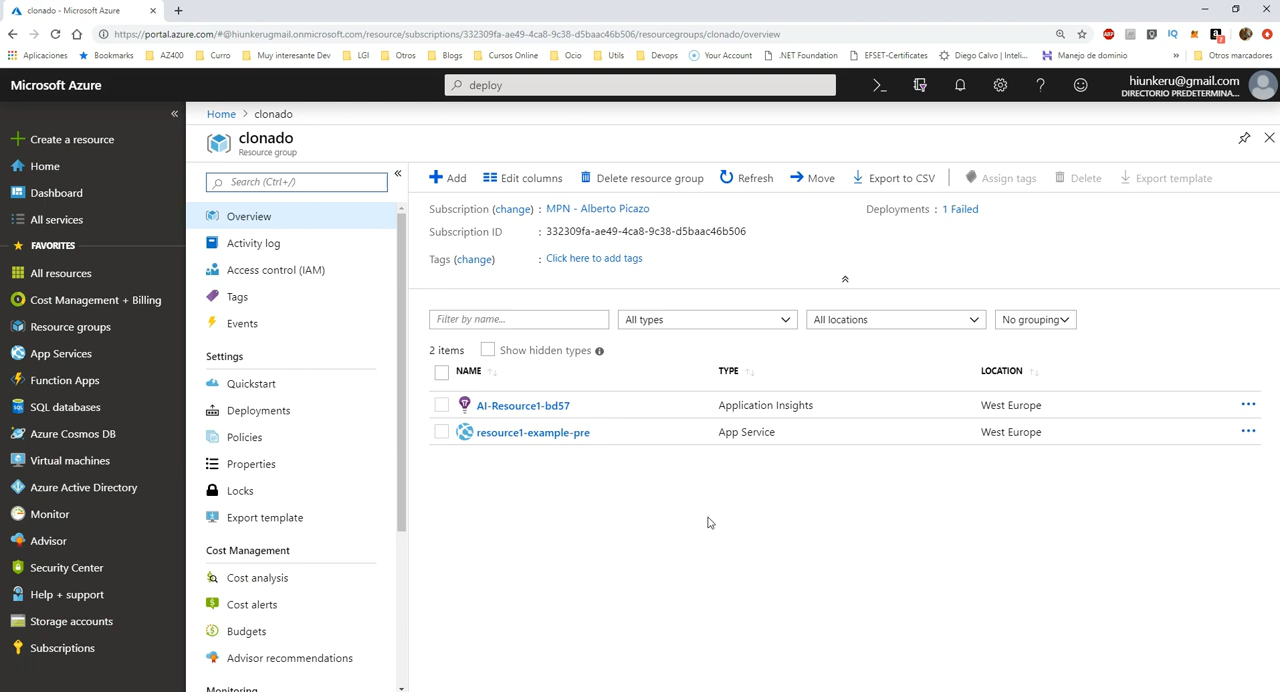 clonado - Microsoft Azure
https://portal.azure.com/#@hiunkerugmail.onmicrosoft.com/resource/subscriptions/332309fa-ae49-4ca8-9c38-d5baac46b506/resourcegroups/clonado/overview
Aplicaciones Bookmarks AZ400 Curro Muy interesante Dev LGI Otros Blogs Cursos Online Ocio Utils Devops Your Account .NET Foundation EFSET-Certificates Diego Calvo | Inteli... Manejo de dominio » Otros marcadores
Microsoft Azure deploy hiunkeru@gmail.com
DIRECTORIO PREDETERMINA...
Home > clonado
clonado
Resource group
Create a resource
Home
Dashboard
All services
FAVORITES
All resources
Cost Management + Billing
Resource groups
App Services
Function Apps
SQL databases
Azure Cosmos DB
Virtual machines
Azure Active Directory
Monitor
Advisor
Security Center
Help + support
Storage accounts
Subscriptions
Search (Ctrl+/)
Overview
Activity log
Access control (IAM)
Tags
Events
Settings
Quickstart
Deployments
Policies
Properties
Locks
Export template
Cost Management
Cost analysis
Cost alerts
Budgets
Advisor recommendations
Monitoring
Add Edit columns Delete resource group Refresh Move Export to CSV Assign tags Delete Export template
Subscription (change) : MPN - Alberto Picazo Deployments : 1 Failed
Subscription ID : 332309fa-ae49-4ca8-9c38-d5baac46b506
Tags (change) : Click here to add tags
Filter by name... All types All locations No grouping
2 items Show hidden types
NAME TYPE LOCATION
AI-Resource1-bd57 Application Insights West Europe
resource1-example-pre App Service West Europe